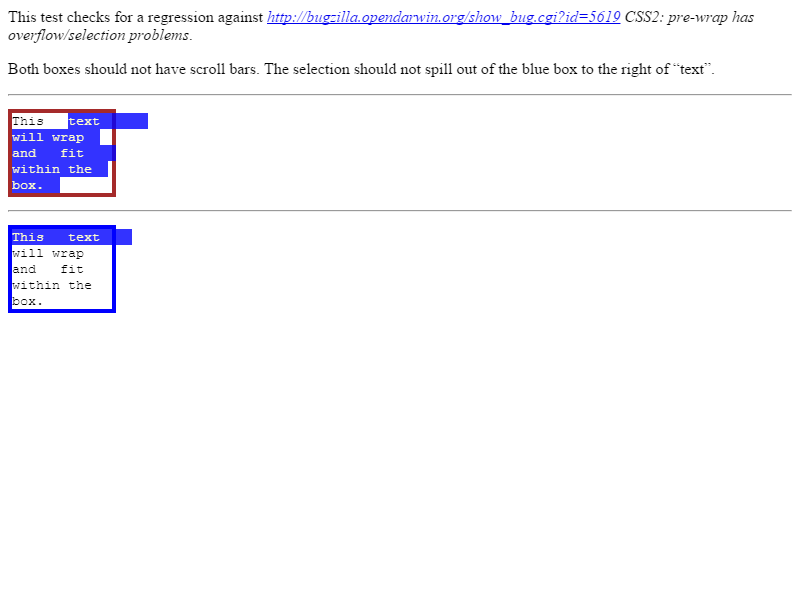 This test checks for a regression against http://bugzilla.opendarwin.org/show_bug.cgi?id=5619 CSS2: pre-wrap has
overflow/selection problems.
Both boxes should not have scroll bars. The selection should not spill out of the blue box to the right of “text”.
This   text
will wrap
and   fit
within the
box.
This   text
will wrap
and   fit
within the
box.